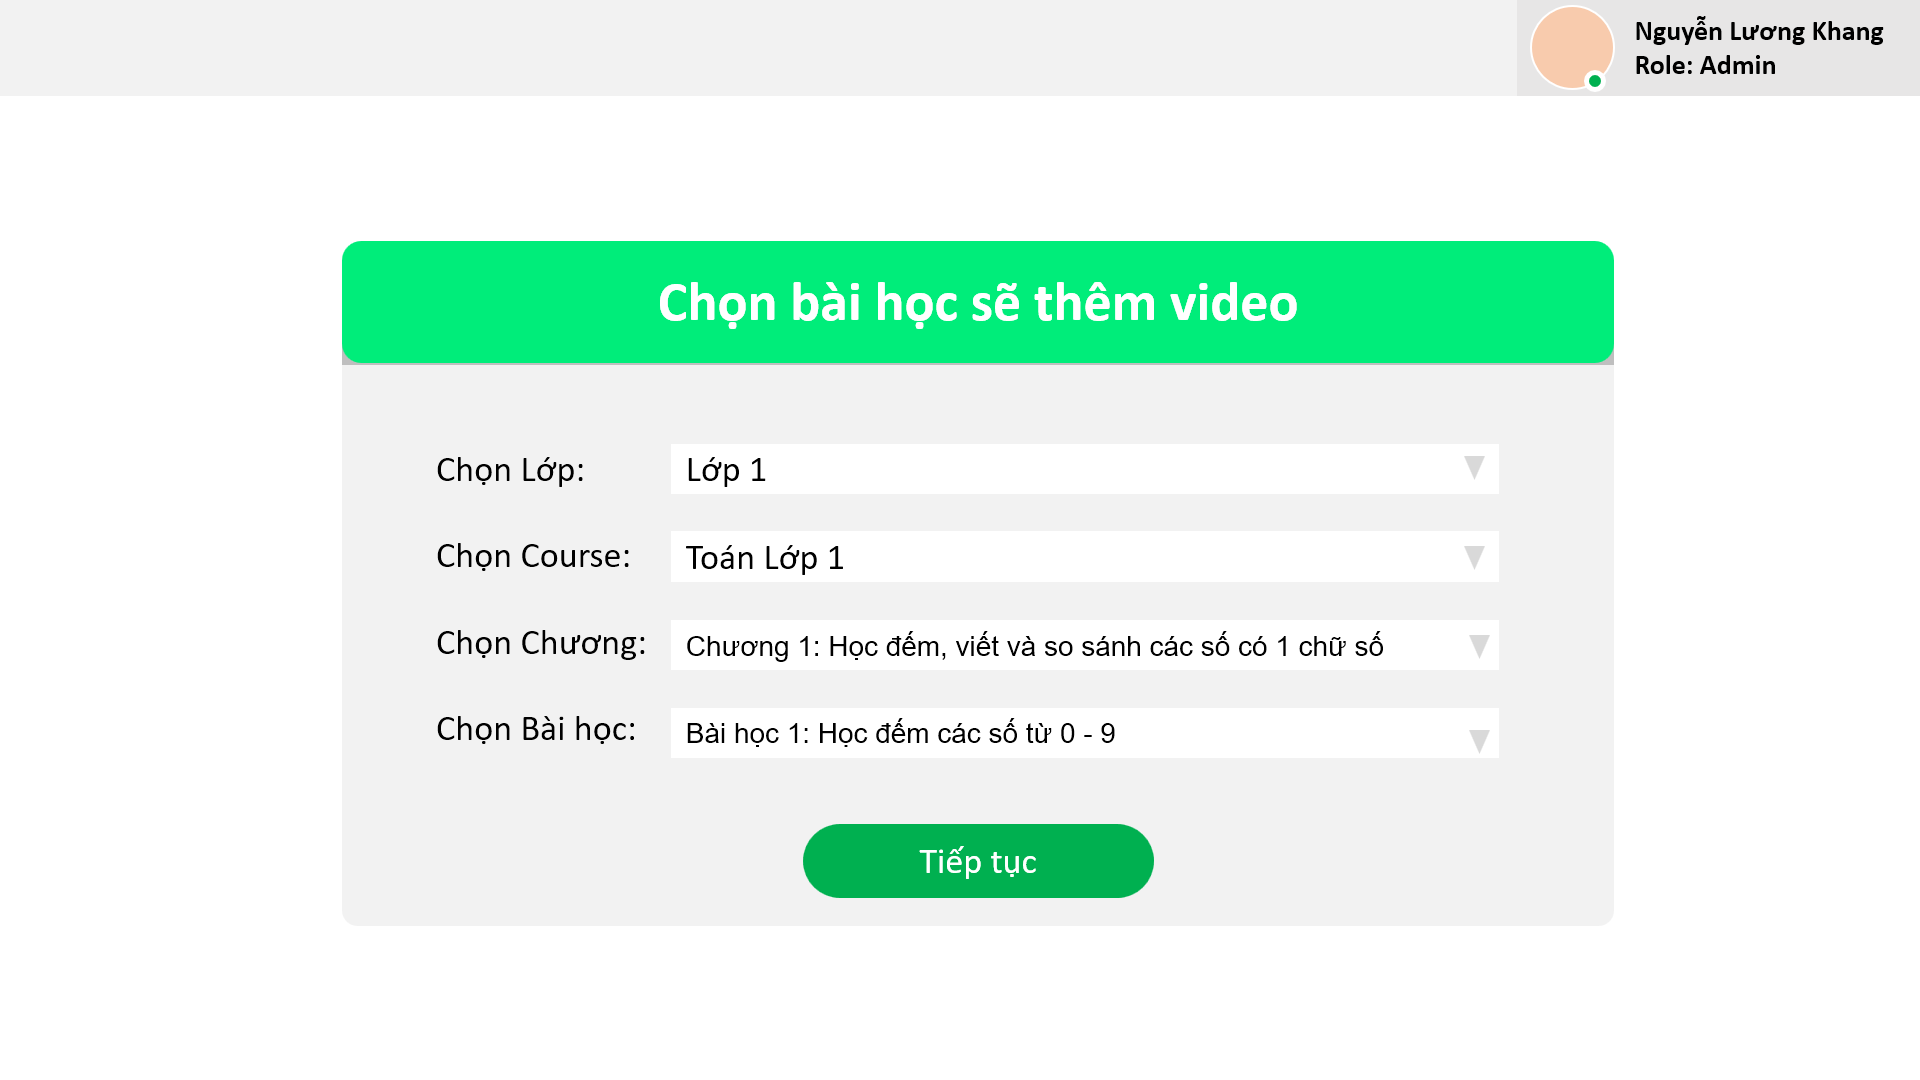 Nguyễn Lương Khang
Role: Admin
Chọn bài học sẽ thêm video
Chọn Lớp: Lớp 1
Chọn Course: Toán Lớp 1
Chọn Chương: Chương 1: Học đếm, viết và so sánh các số có 1 chữ số
Chọn Bài học: Bài học 1: Học đếm các số từ 0 - 9
Tiếp tục